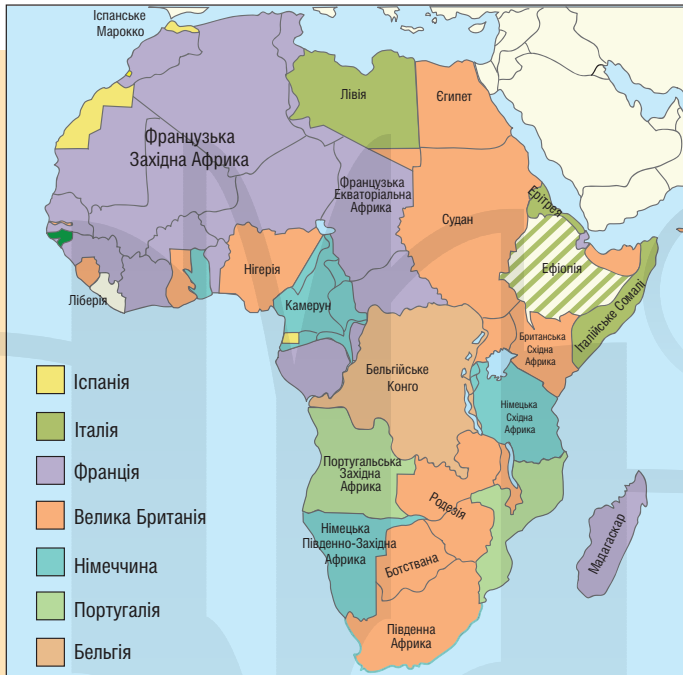 Іспанське
Марокко
Лівія
Єгипет
Французька
Західна Африка
Французька
Екваторіальна
Африка
Судан
Ерітрея
Нігерія
Ефіопія
Ліберія
Камерун
Італійське Сомалі
Британська
Східна
Африка
Бельгійське
Конго
Німецька
Східна
Африка
Португальська
Західна
Африка
Родезія
Німецька
Південно-Західна
Африка
Ботствана
Мадагаскар
Південна
Африка
Іспанія
Італія
Франція
Велика Британія
Німеччина
Португалія
Бельгія